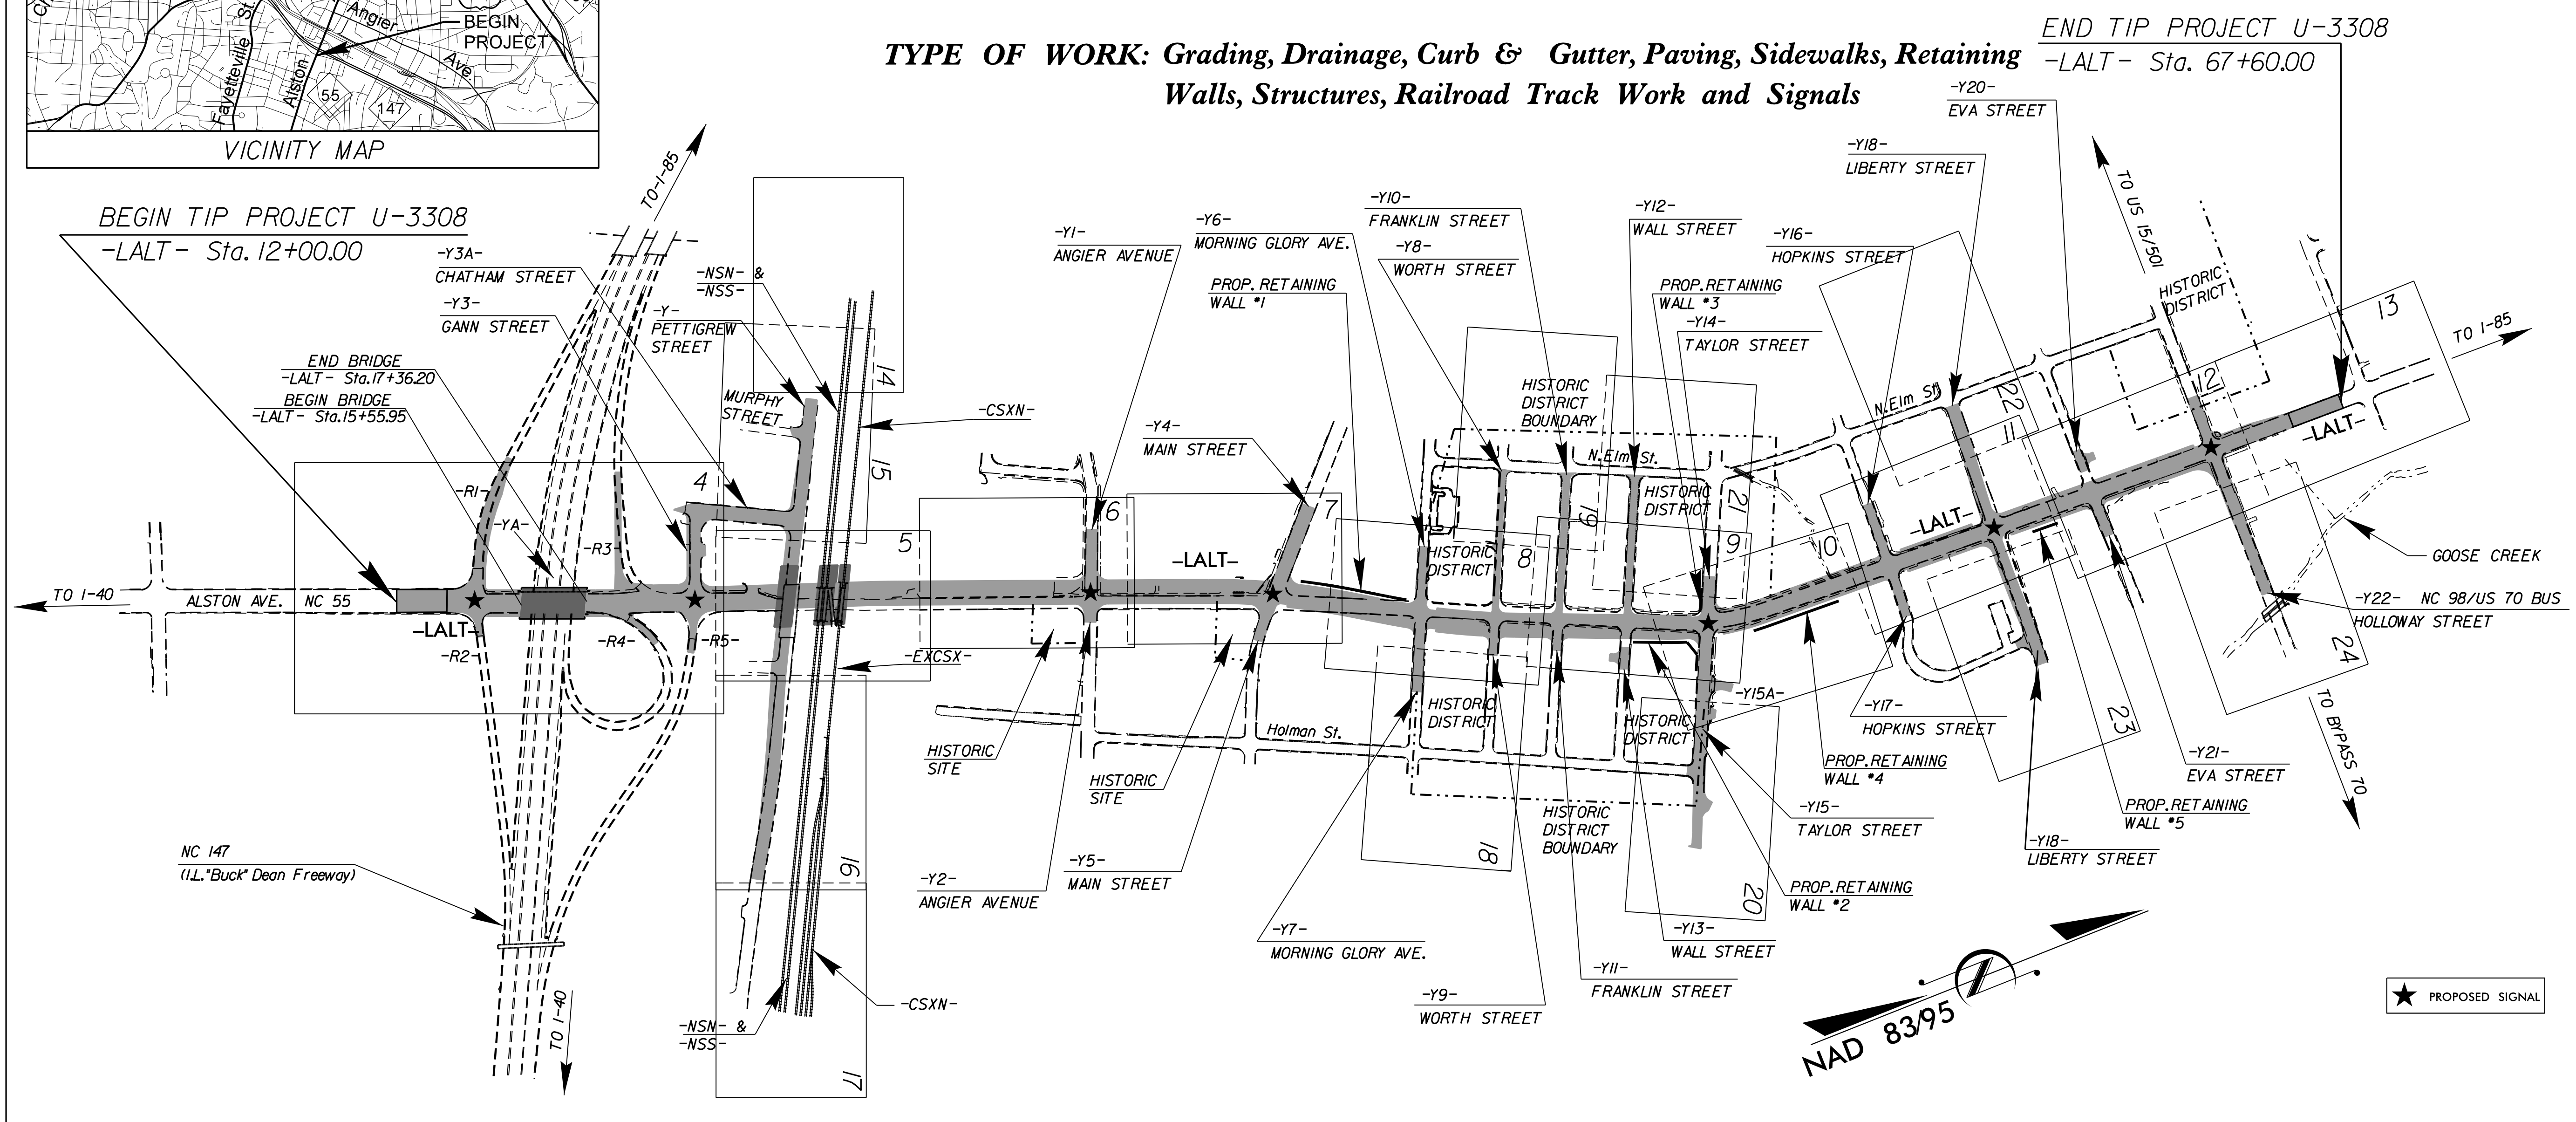 Angier
Ave.
St.
Fayetteville
Alston
55
147
BEGIN
PROJECT
VICINITY MAP
TYPE OF WORK: Grading, Drainage, Curb & Gutter, Paving, Sidewalks, Retaining
Walls, Structures, Railroad Track Work and Signals
END TIP PROJECT U-3308
-LALT- Sta. 67+60.00
BEGIN TIP PROJECT U-3308
-LALT- Sta. 12+00.00
TO I-85
-Y3A-
CHATHAM STREET
-Y3-
GANN STREET
END BRIDGE
-LALT- Sta.17+36.20
BEGIN BRIDGE
-LALT- Sta.15+55.95
-NSN- &
-NSS-
-Y-
PETTIGREW
STREET
MURPHY
STREET
14
15
-CSXN-
-Y1-
ANGIER AVENUE
-Y4-
MAIN STREET
-Y6-
MORNING GLORY AVE.
PROP. RETAINING
WALL #1
-Y10-
FRANKLIN STREET
-Y8-
WORTH STREET
-Y12-
WALL STREET
PROP. RETAINING
WALL #3
-Y14-
TAYLOR STREET
-Y16-
HOPKINS STREET
-Y18-
LIBERTY STREET
-Y20-
EVA STREET
TO US 15/501
HISTORIC
DISTRICT
13
TO I-85
12
-LALT-
N.Elm St.
22
11
HISTORIC
DISTRICT
BOUNDARY
N.Elm St.
HISTORIC
DISTRICT
21
19
9
10
-LALT-
HISTORIC
DISTRICT
8
7
6
5
4
-R1-
-YA-
-R3-
TO I-40
ALSTON AVE.
NC 55
-LALT-
-R2-
-R4-
-R5-
-LALT-
-EXCSX-
HISTORIC
SITE
HISTORIC
SITE
Holman St.
HISTORIC
DISTRICT
HISTORIC
DISTRICT
-Y15A-
GOOSE CREEK
-Y22- NC 98/US 70 BUS
HOLLOWAY STREET
24
23
TO BYPASS 70
-Y17-
HOPKINS STREET
PROP. RETAINING
WALL #4
-Y21-
EVA STREET
PROP. RETAINING
WALL #5
-Y18-
LIBERTY STREET
-Y15-
TAYLOR STREET
HISTORIC
DISTRICT
BOUNDARY
PROP. RETAINING
WALL #2
20
18
16
17
NC 147
(I.L."Buck" Dean Freeway)
-Y2-
ANGIER AVENUE
-Y5-
MAIN STREET
-Y7-
MORNING GLORY AVE.
-Y13-
WALL STREET
-Y11-
FRANKLIN STREET
-Y9-
WORTH STREET
-CSXN-
-NSN- &
-NSS-
TO I-40
NAD 83/95
PROPOSED SIGNAL